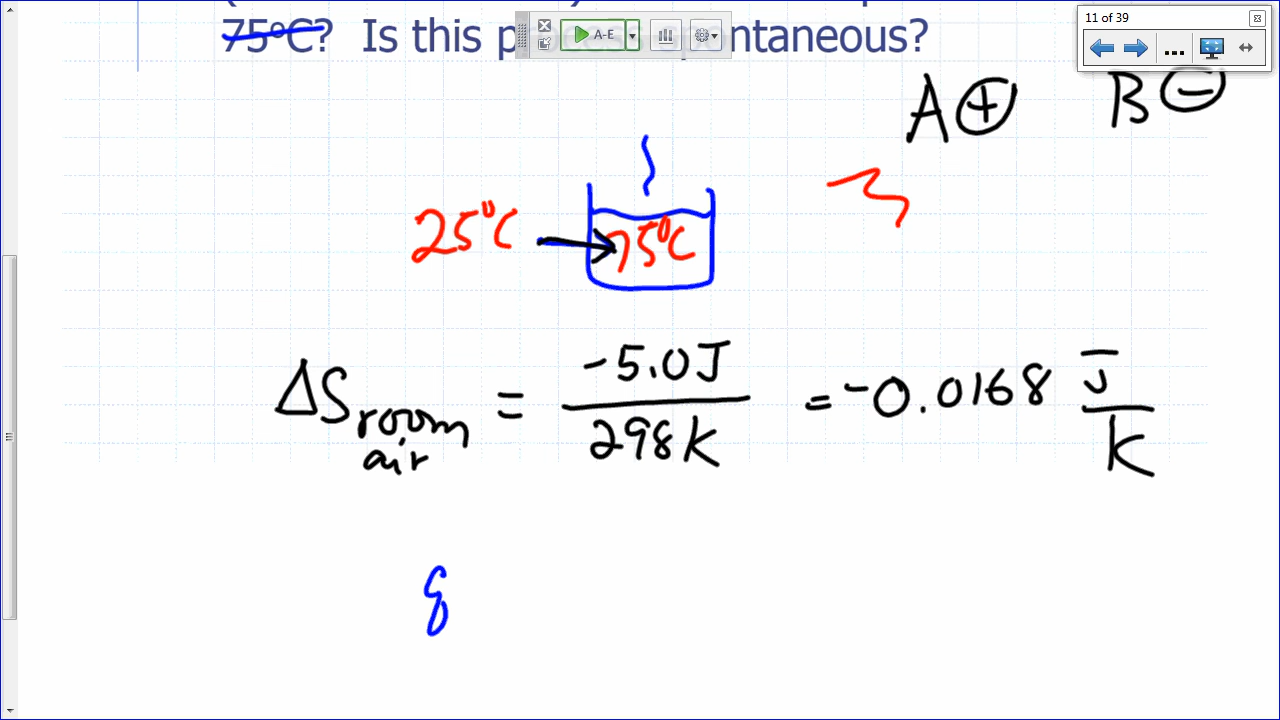 11 of 39
75°C? Is this p ntaneous?
A-E
A⊕ B⊖
25°C → 75°C
ΔS room air = -5.0J / 298K = -0.0168 J / K